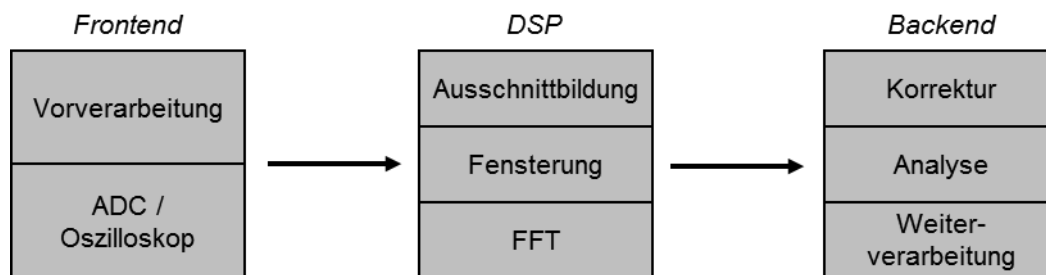 Frontend
Vorverarbeitung
ADC /
Oszilloskop
DSP
Ausschnittbildung
Fensterung
FFT
Backend
Korrektur
Analyse
Weiter-
verarbeitung